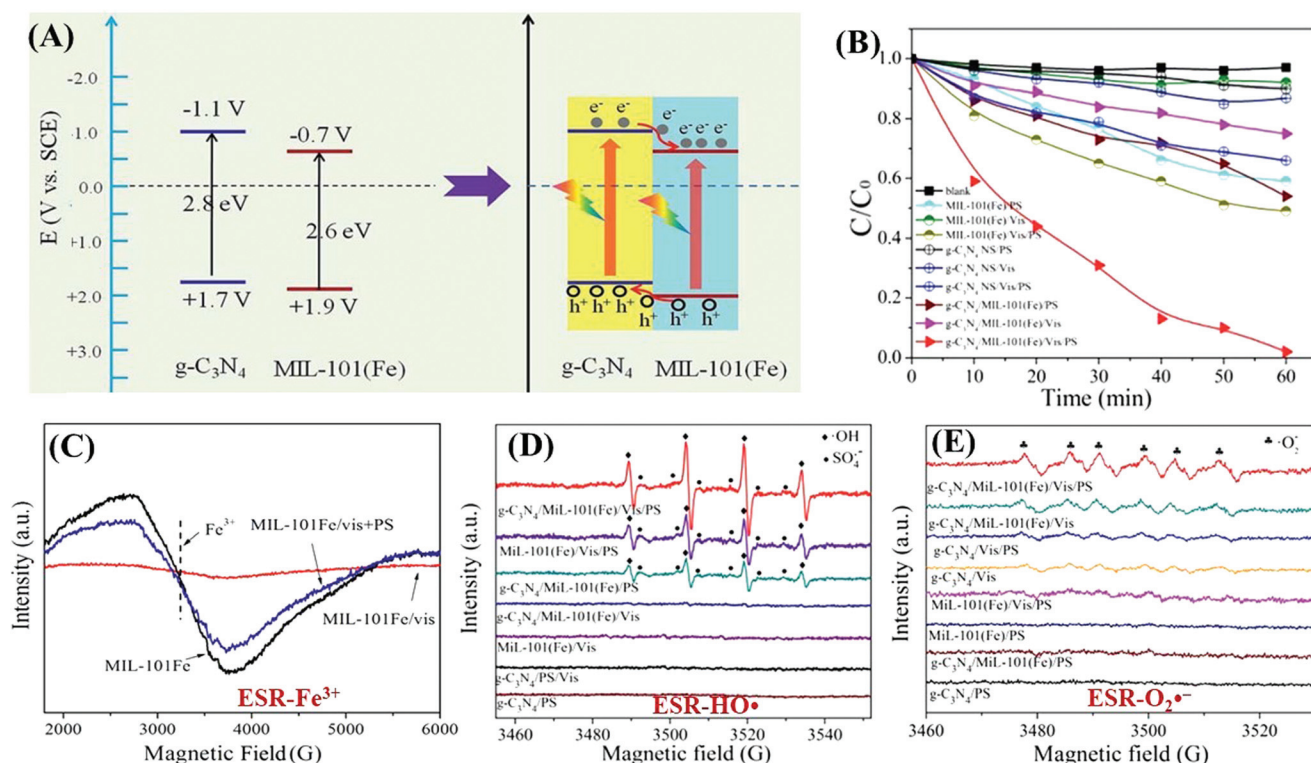 (A)
E (V vs. SCE)
-2.0
-1.0
0.0
+1.0
+2.0
+3.0
-1.1 V
-0.7 V
2.8 eV
2.6 eV
+1.7 V
+1.9 V
g-C₃N₄
MIL-101(Fe)
e⁻ e⁻
e⁻
e⁻ e⁻ e⁻
h⁺ h⁺ h⁺
h⁺
h⁺ h⁺
g-C₃N₄
MIL-101(Fe)
(B)
C/C₀
1.0
0.8
0.6
0.4
0.2
0.0
blank
MIL-101(Fe)/PS
MIL-101(Fe)/Vis
MIL-101(Fe)/Vis/PS
g-C₃N₄ NS/PS
g-C₃N₄ NS/Vis
g-C₃N₄ NS/Vis/PS
g-C₃N₄/MIL-101(Fe)/PS
g-C₃N₄/MIL-101(Fe)/Vis
g-C₃N₄/MIL-101(Fe)/Vis/PS
0 10 20 30 40 50 60
Time (min)
(C)
Intensity (a.u.)
Fe³⁺
MIL-101Fe/vis+PS
MIL-101Fe/vis
MIL-101Fe
ESR-Fe³⁺
2000 3000 4000 5000 6000
Magnetic Field (G)
(D)
Intensity (a.u.)
♦ ·OH
• SO₄·⁻
g-C₃N₄/MiL-101(Fe)/Vis/PS
MiL-101(Fe)/Vis/PS
g-C₃N₄/MiL-101(Fe)/PS
g-C₃N₄/MiL-101(Fe)/Vis
MiL-101(Fe)/Vis
g-C₃N₄/PS/Vis
g-C₃N₄/PS
ESR-HO•
3460 3480 3500 3520 3540
Magnetic field (G)
(E)
Intensity (a.u.)
♣ ·O₂⁻
g-C₃N₄/MiL-101(Fe)/Vis/PS
g-C₃N₄/MiL-101(Fe)/Vis
g-C₃N₄/Vis/PS
g-C₃N₄/Vis
MiL-101(Fe)/Vis/PS
MiL-101(Fe)/PS
g-C₃N₄/MiL-101(Fe)/PS
g-C₃N₄/PS
ESR-O₂•⁻
3460 3480 3500 3520
Magnetic field (G)